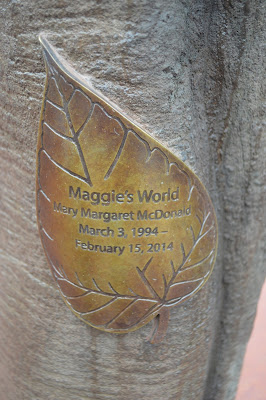 Maggie's World
Mary Margaret McDonald
March 3, 1994 –
February 15, 2014